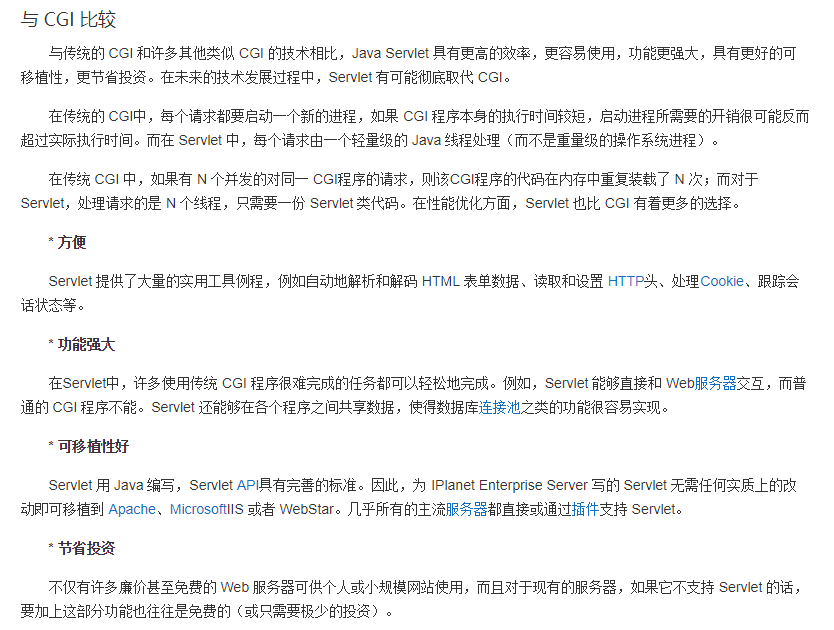 与 CGI 比较
与传统的 CGI 和许多其他类似 CGI 的技术相比，Java Servlet 具有更高的效率，更容易使用，功能更强大，具有更好的可
移植性，更节省投资。在未来的技术发展过程中，Servlet 有可能彻底取代 CGI。
在传统的 CGI中，每个请求都要启动一个新的进程，如果 CGI 程序本身的执行时间较短，启动进程所需要的开销很可能反而
超过实际执行时间。而在 Servlet 中，每个请求由一个轻量级的 Java 线程处理（而不是重量级的操作系统进程）。
在传统 CGI 中，如果有 N 个并发的对同一 CGI程序的请求，则该CGI程序的代码在内存中重复装载了 N 次；而对于
Servlet，处理请求的是 N 个线程，只需要一份 Servlet 类代码。在性能优化方面，Servlet 也比 CGI 有着更多的选择。
* 方便
Servlet 提供了大量的实用工具例程，例如自动地解析和解码 HTML 表单数据、读取和设置 HTTP头、处理Cookie、跟踪会
话状态等。
* 功能强大
在Servlet中，许多使用传统 CGI 程序很难完成的任务都可以轻松地完成。例如，Servlet 能够直接和 Web服务器交互，而普
通的 CGI 程序不能。Servlet 还能够在各个程序之间共享数据，使得数据库连接池之类的功能很容易实现。
* 可移植性好
Servlet 用 Java 编写，Servlet API具有完善的标准。因此，为 IPlanet Enterprise Server 写的 Servlet 无需任何实质上的改
动即可移植到 Apache、MicrosoftIIS 或者 WebStar。几乎所有的主流服务器都直接或通过插件支持 Servlet。
* 节省投资
不仅有许多廉价甚至免费的 Web 服务器可供个人或小规模网站使用，而且对于现有的服务器，如果它不支持 Servlet 的话，
要加上这部分功能也往往是免费的（或只需要极少的投资）。